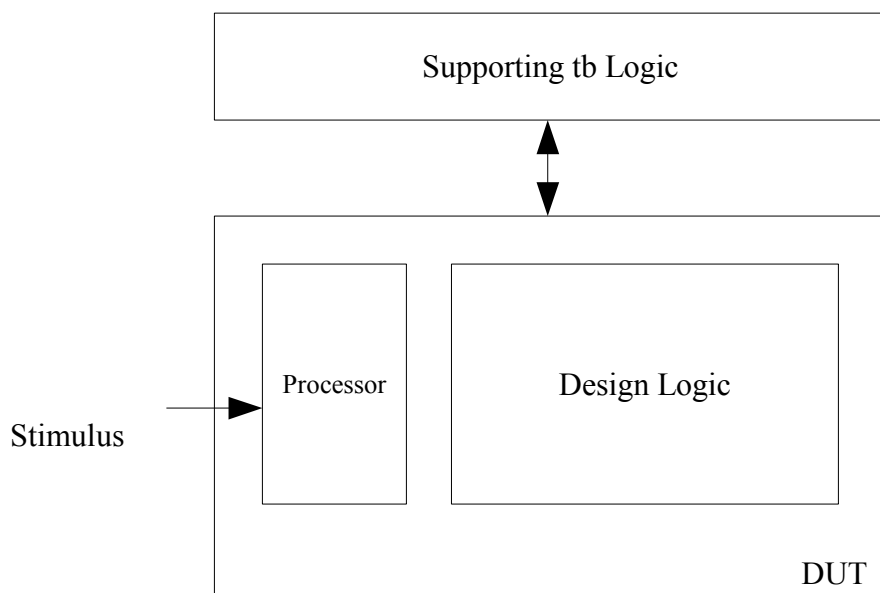 Supporting tb Logic
Processor
Design Logic
Stimulus
DUT